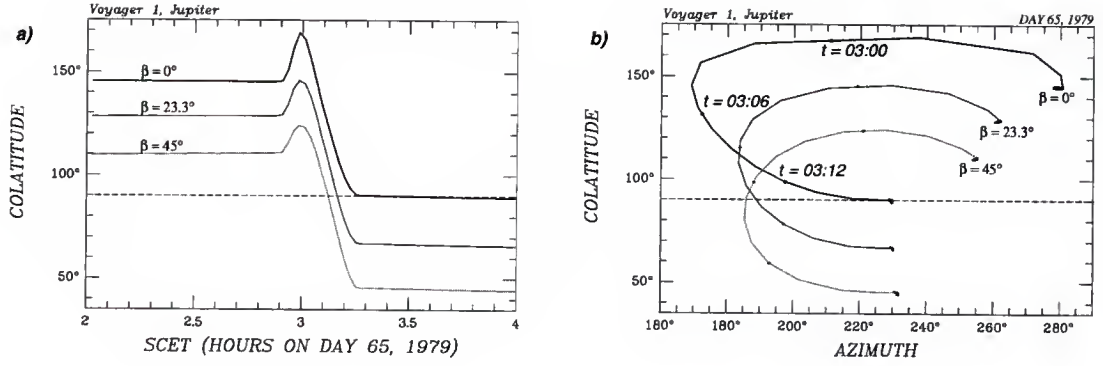 Voyager 1, Jupiter
a)
β=0°
β=23.3°
β=45°
150°
100°
50°
COLATITUDE
2
2.5
3
3.5
4
SCET (HOURS ON DAY 65, 1979)
Voyager 1, Jupiter
DAY 65, 1979
b)
t = 03:00
t = 03:06
t = 03:12
β=0°
β=23.3°
β=45°
150°
100°
50°
COLATITUDE
180°
200°
220°
240°
260°
280°
AZIMUTH